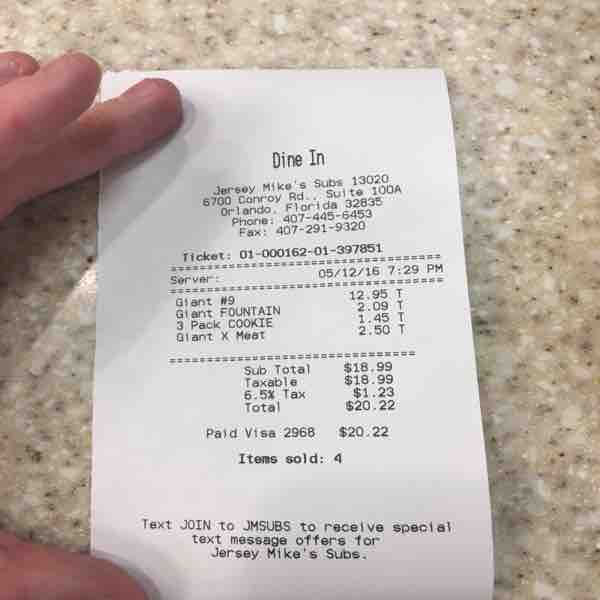 Dine In
Jersey Mike's Subs 13020
6700 Conroy Rd., Suite 100A
Orlando, Florida 32835
Phone: 407-445-6453
Fax: 407-291-9320
Ticket: 01-000162-01-397851
==============================
Server: 05/12/16 7:29 PM
==============================
Giant #9 12.95 T
Giant FOUNTAIN 2.09 T
3 Pack COOKIE 1.45 T
Giant X Meat 2.50 T
==============================
Sub Total $18.99
Taxable $18.99
6.5% Tax $1.23
Total $20.22
Paid Visa 2968 $20.22
Items sold: 4
Text JOIN to JMSUBS to receive special
text message offers for
Jersey Mike's Subs.